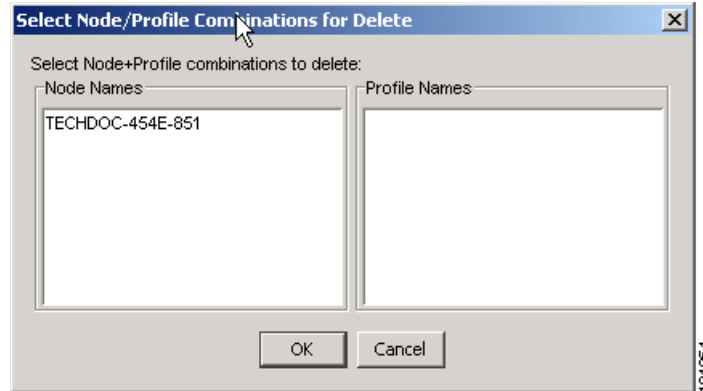 Select Node/Profile Combinations for Delete
Select Node+Profile combinations to delete:
Node Names
Profile Names
TECHDOC-454E-851
OK
Cancel